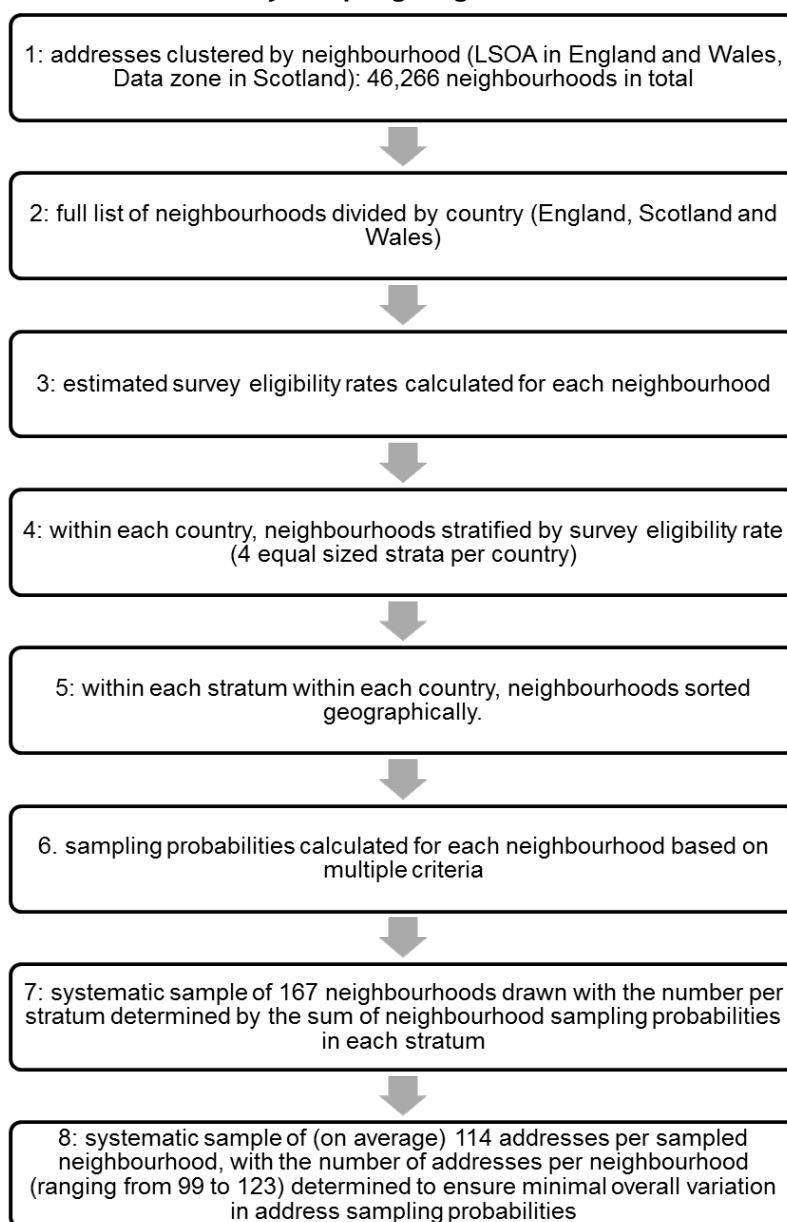 1: addresses clustered by neighbourhood (LSOA in England and Wales,
Data zone in Scotland): 46,266 neighbourhoods in total
2: full list of neighbourhoods divided by country (England, Scotland and
Wales)
3: estimated survey eligibility rates calculated for each neighbourhood
4: within each country, neighbourhoods stratified by survey eligibility rate
(4 equal sized strata per country)
5: within each stratum within each country, neighbourhoods sorted
geographically.
6. sampling probabilities calculated for each neighbourhood based on
multiple criteria
7: systematic sample of 167 neighbourhoods drawn with the number per
stratum determined by the sum of neighbourhood sampling probabilities
in each stratum
8: systematic sample of (on average) 114 addresses per sampled
neighbourhood, with the number of addresses per neighbourhood
(ranging from 99 to 123) determined to ensure minimal overall variation
in address sampling probabilities